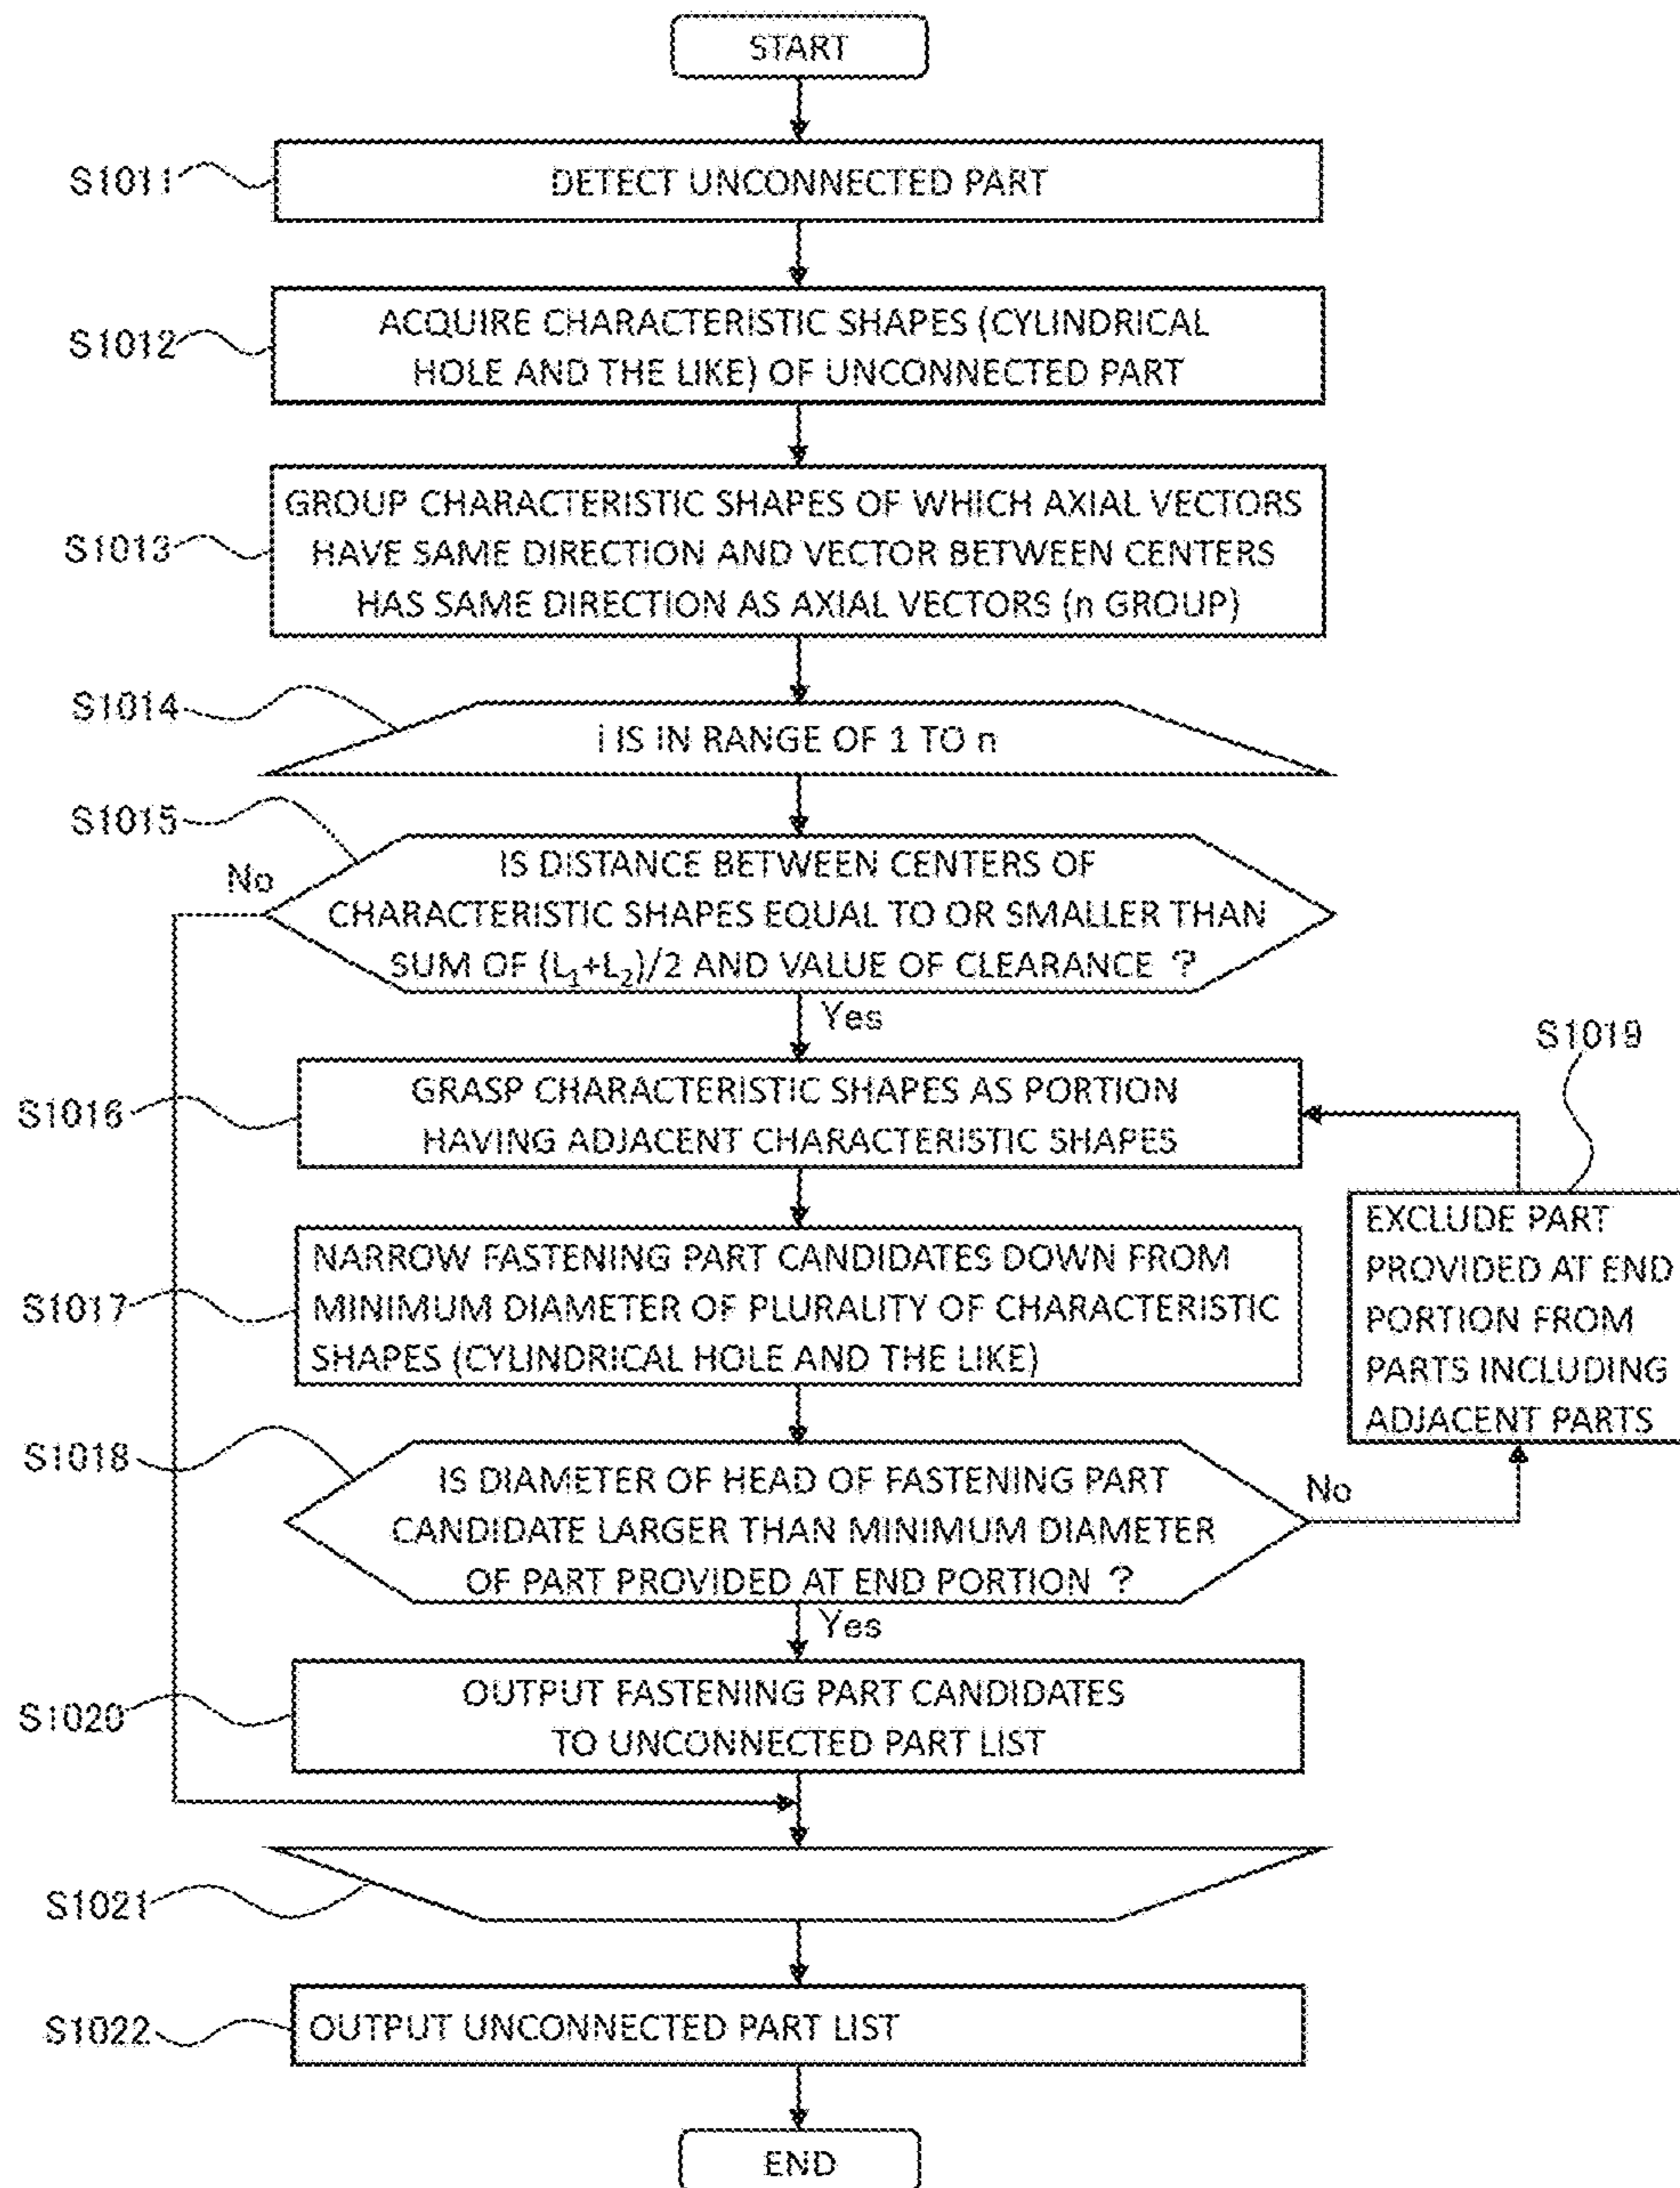 START
S1011
DETECT UNCONNECTED PART
S1012
ACQUIRE CHARACTERISTIC SHAPES (CYLINDRICAL
HOLE AND THE LIKE) OF UNCONNECTED PART
S1013
GROUP CHARACTERISTIC SHAPES OF WHICH AXIAL VECTORS
HAVE SAME DIRECTION AND VECTOR BETWEEN CENTERS
HAS SAME DIRECTION AS AXIAL VECTORS (n GROUP)
S1014
i IS IN RANGE OF 1 TO n
S1015
No
IS DISTANCE BETWEEN CENTERS OF
CHARACTERISTIC SHAPES EQUAL TO OR SMALLER THAN
SUM OF (L₁+L₂)/2 AND VALUE OF CLEARANCE ?
Yes
S1016
GRASP CHARACTERISTIC SHAPES AS PORTION
HAVING ADJACENT CHARACTERISTIC SHAPES
S1019
EXCLUDE PART
PROVIDED AT END
PORTION FROM
PARTS INCLUDING
ADJACENT PARTS
S1017
NARROW FASTENING PART CANDIDATES DOWN FROM
MINIMUM DIAMETER OF PLURALITY OF CHARACTERISTIC
SHAPES (CYLINDRICAL HOLE AND THE LIKE)
S1018
IS DIAMETER OF HEAD OF FASTENING PART
CANDIDATE LARGER THAN MINIMUM DIAMETER
OF PART PROVIDED AT END PORTION ?
No
Yes
S1020
OUTPUT FASTENING PART CANDIDATES
TO UNCONNECTED PART LIST
S1021
S1022
OUTPUT UNCONNECTED PART LIST
END